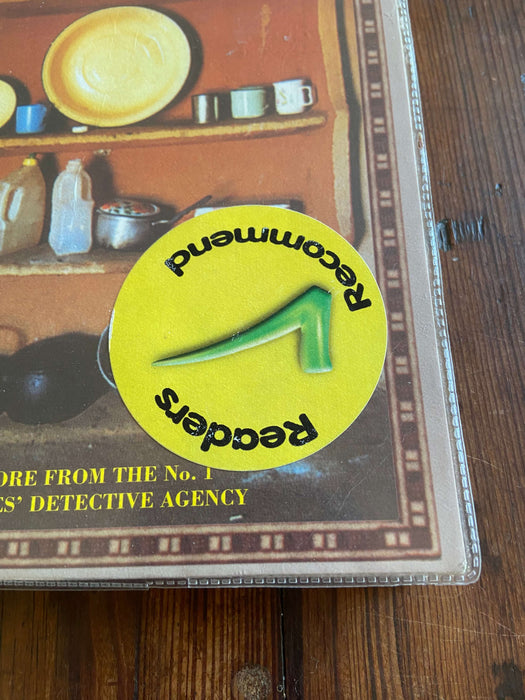 Readers
Recommend
ORE FROM THE No. 1
ES' DETECTIVE AGENCY